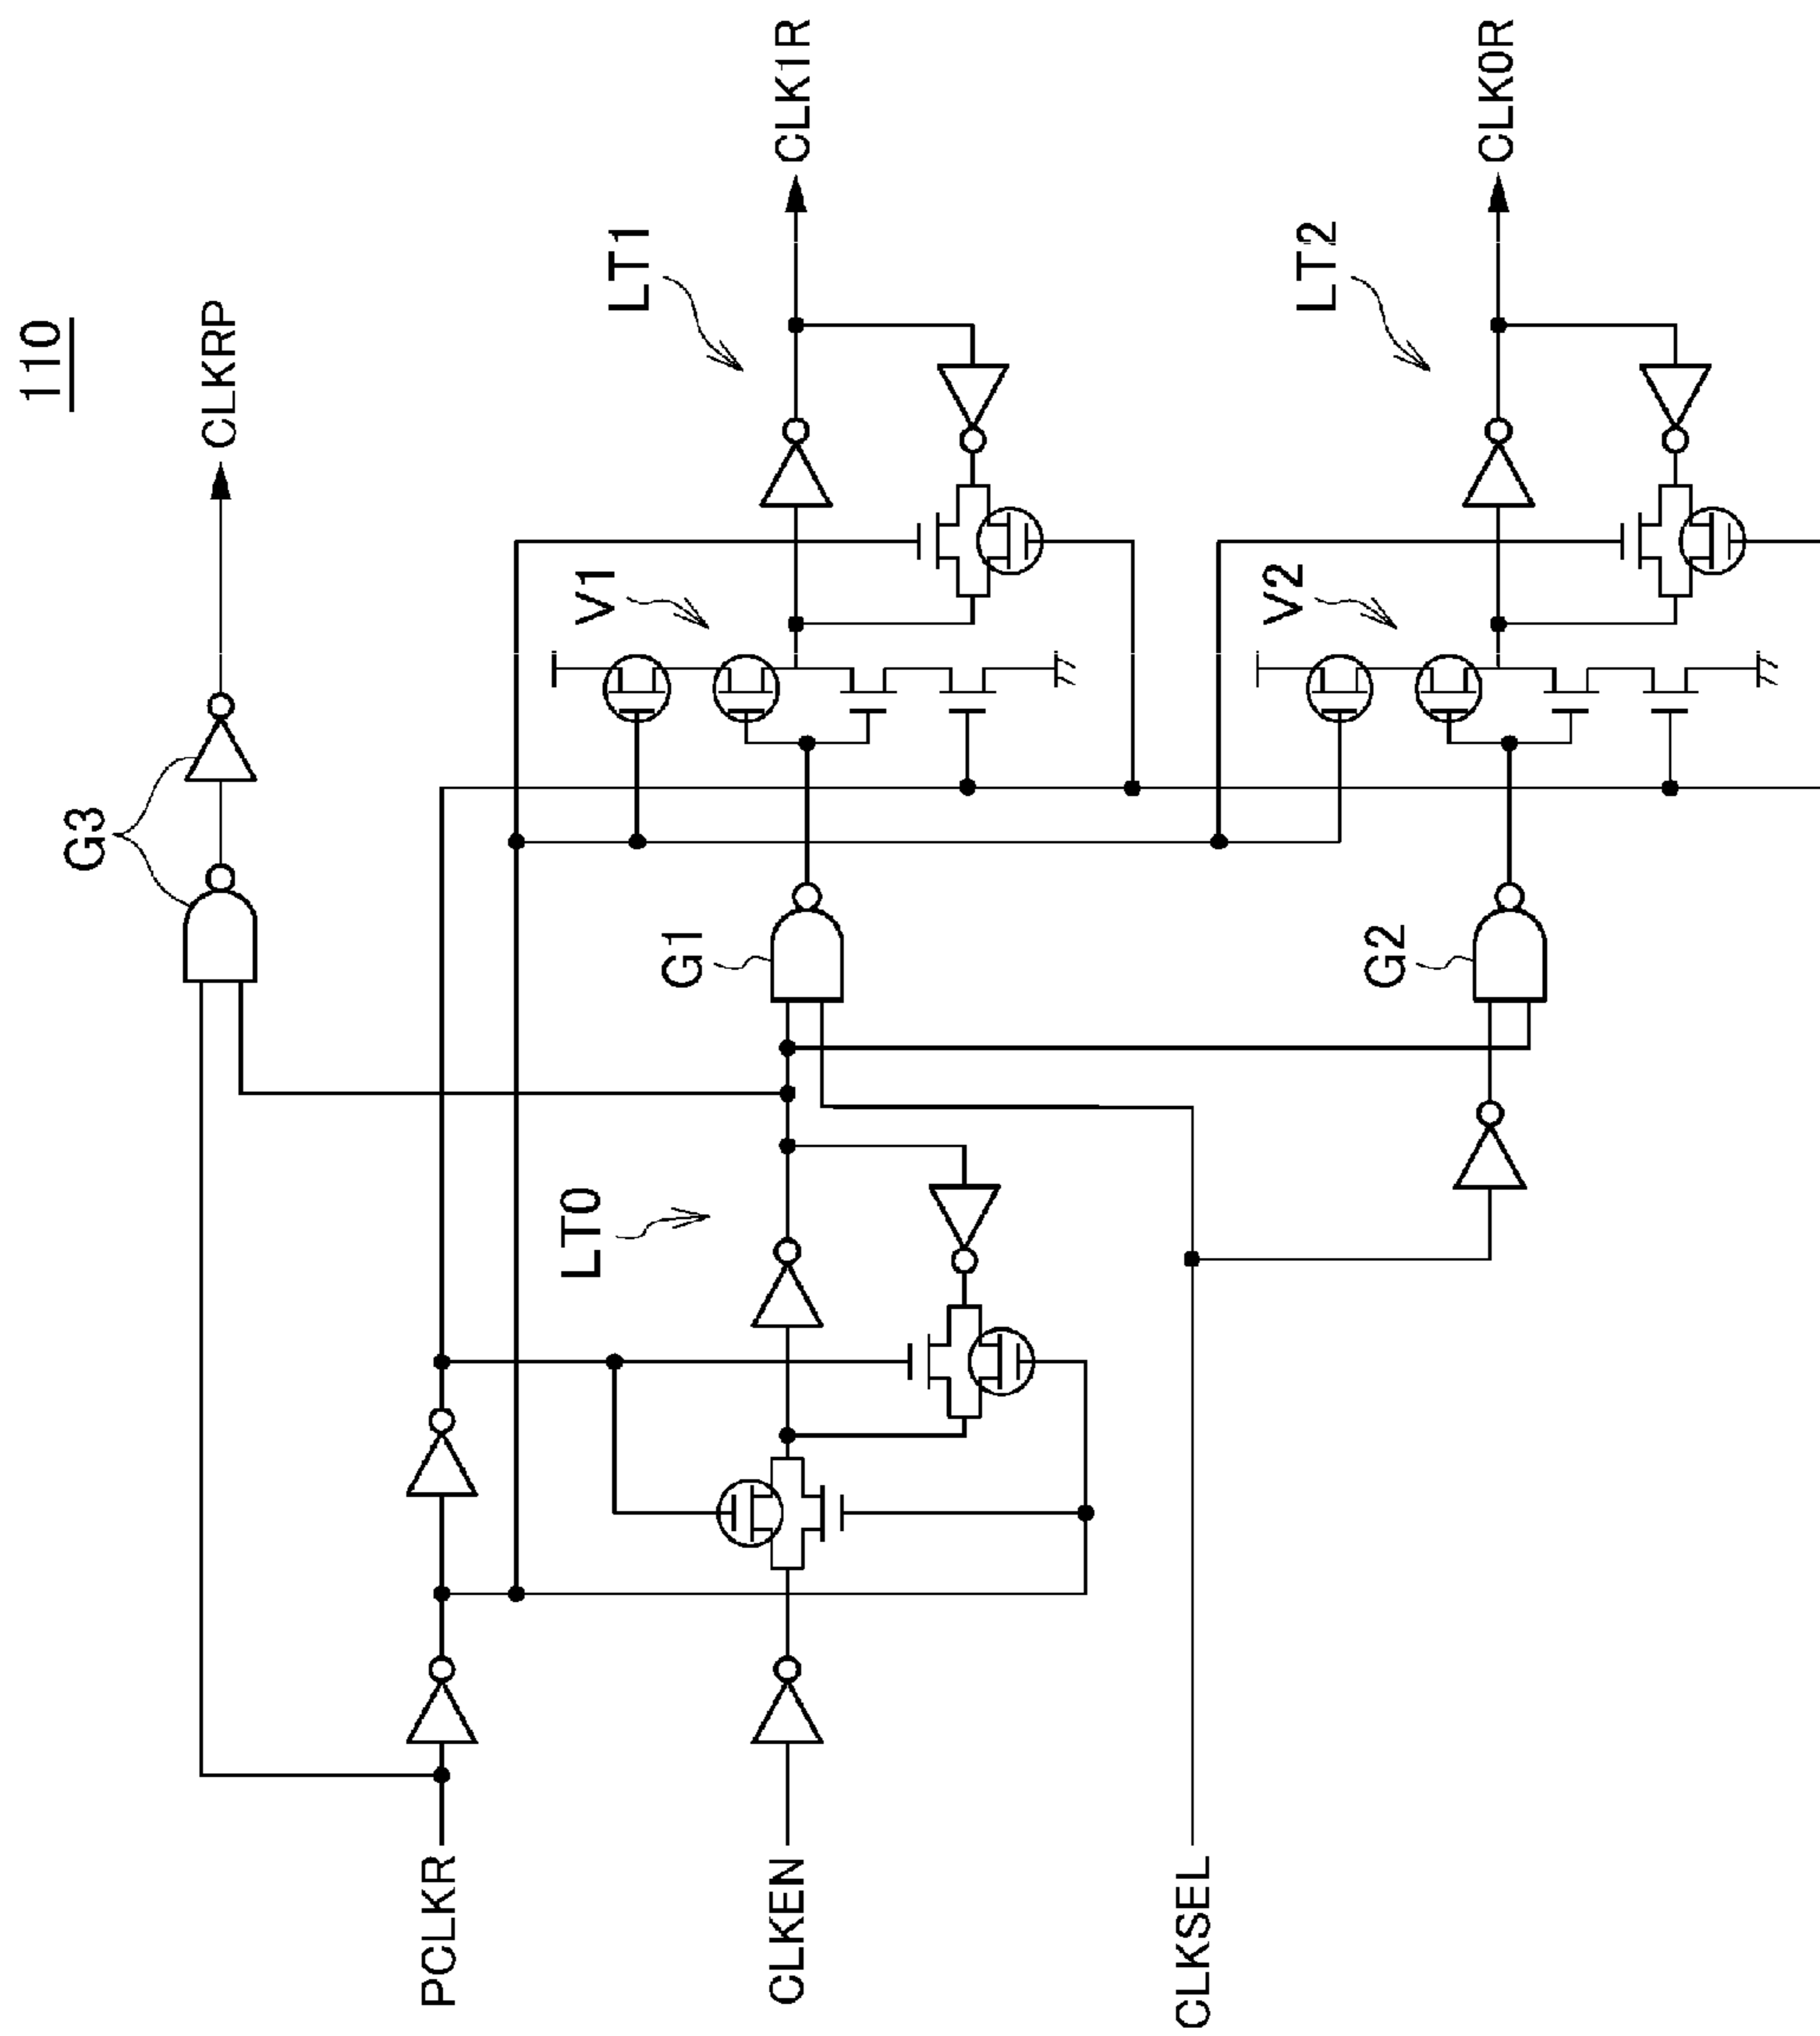 110
CLKRP
G3
PCLKR
CLKEN
CLKSEL
LT0
G1
V1
LT1
CLK1R
G2
V2
LT2
CLK0R